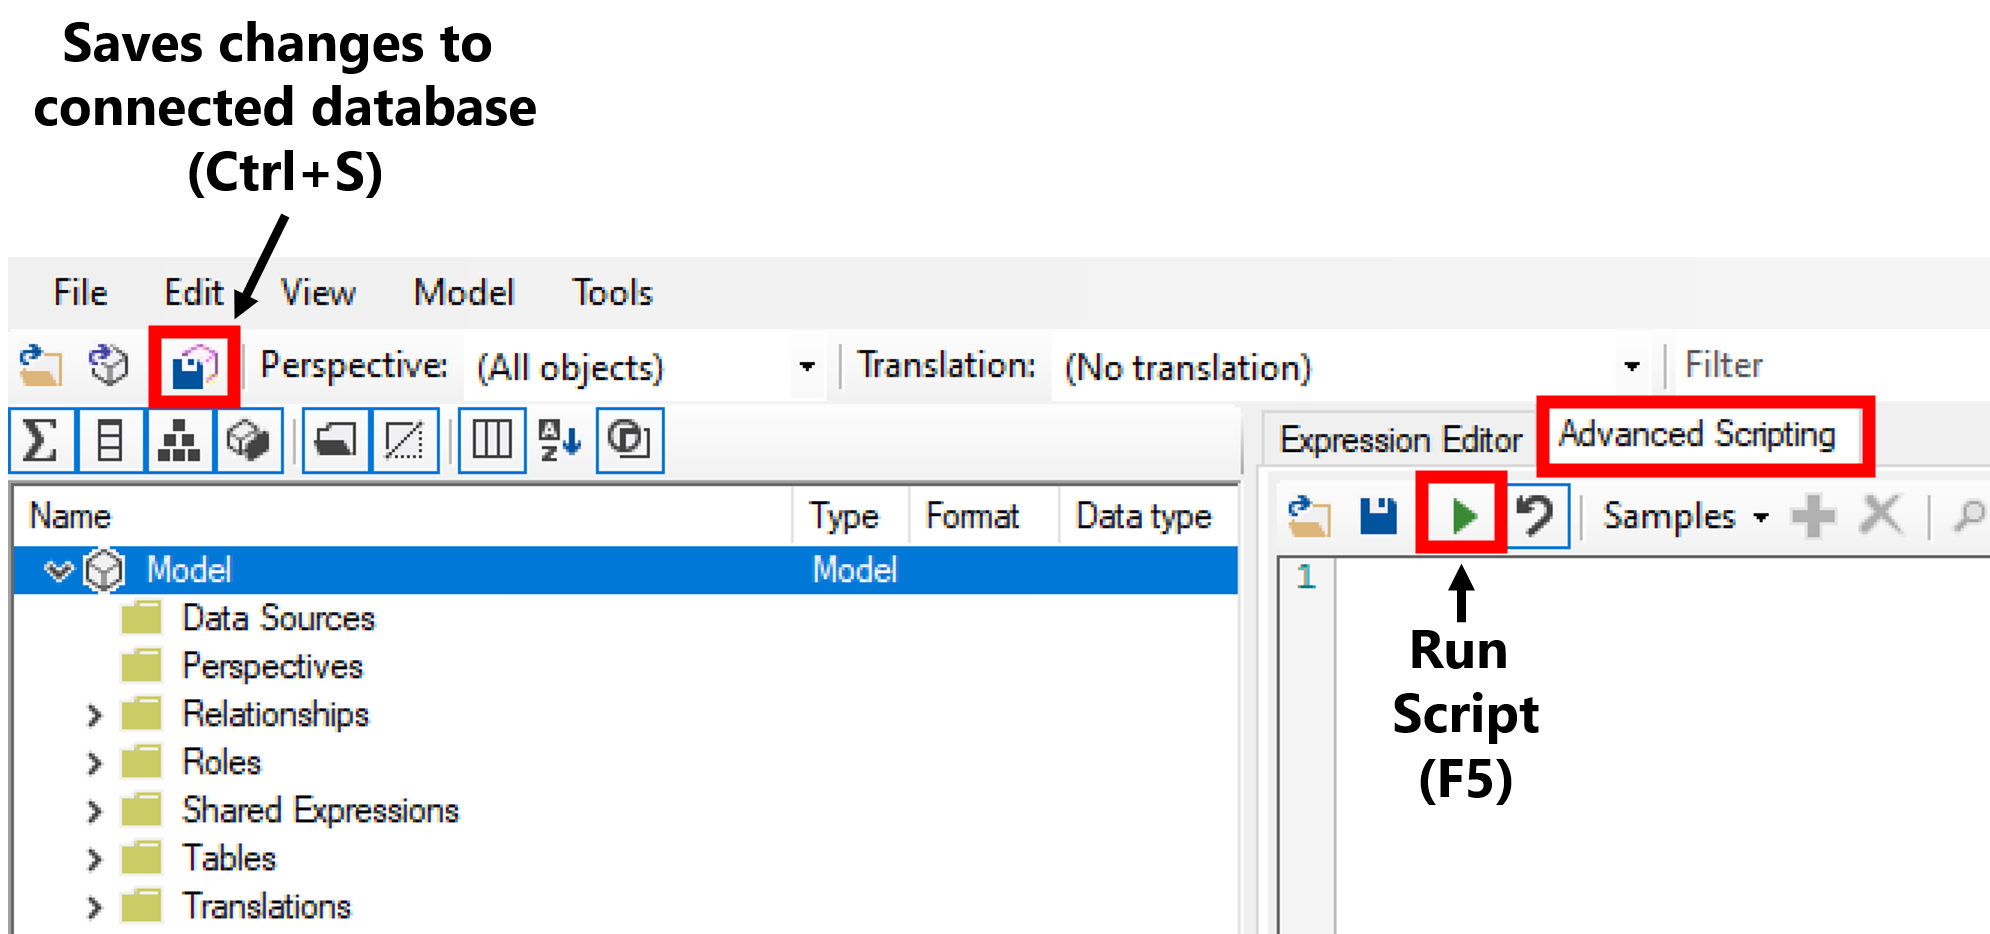 Saves changes to
connected database
(Ctrl+S)
File Edit View Model Tools
Perspective: (All objects) Translation: (No translation) Filter
Expression Editor Advanced Scripting
Name Type Format Data type
Samples
Model Model
1
Data Sources
Perspectives
Relationships
Roles
Shared Expressions
Tables
Translations
Run
Script
(F5)